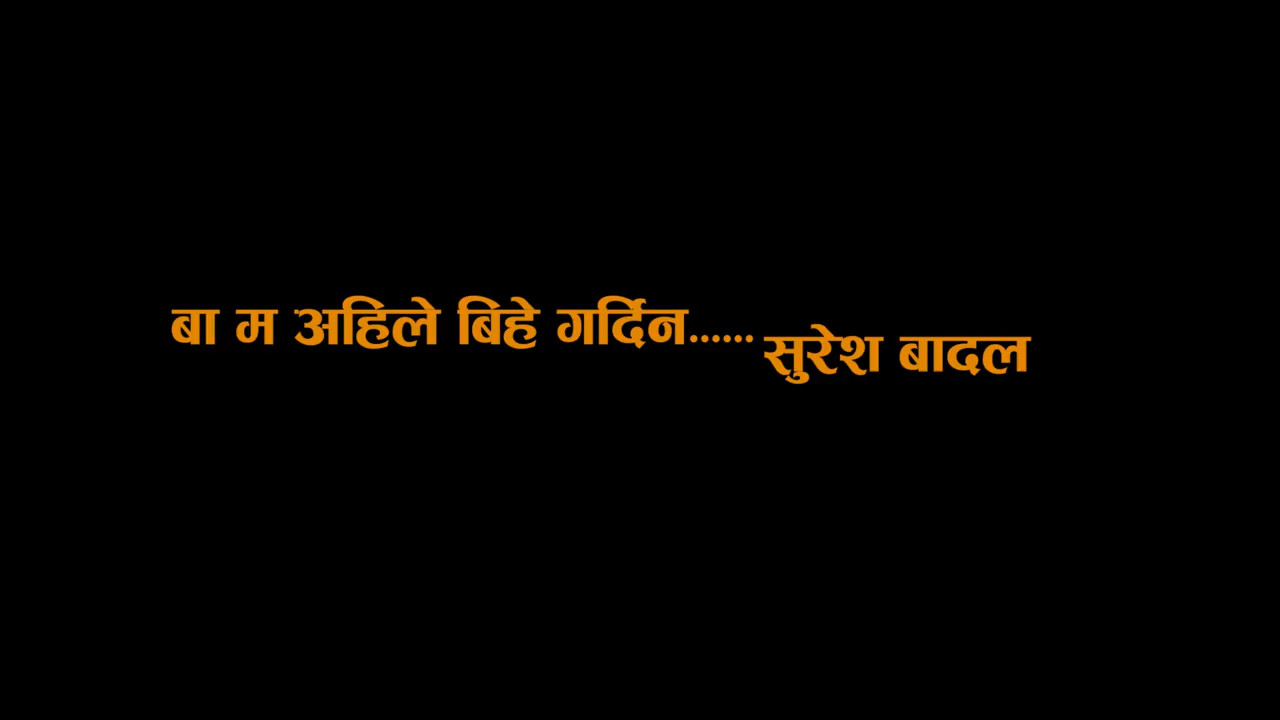 बा म अहिले बिहे गर्दिन......
सुरेश बादल